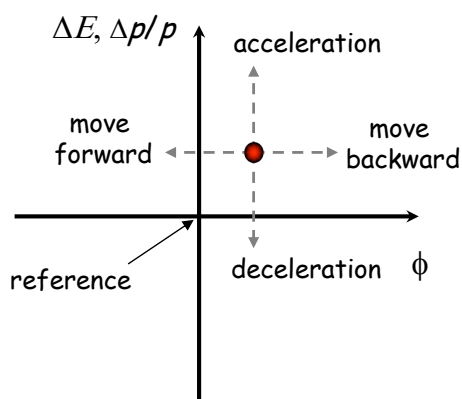 ΔE, Δp/p
acceleration
move
forward
move
backward
reference
deceleration
ϕ